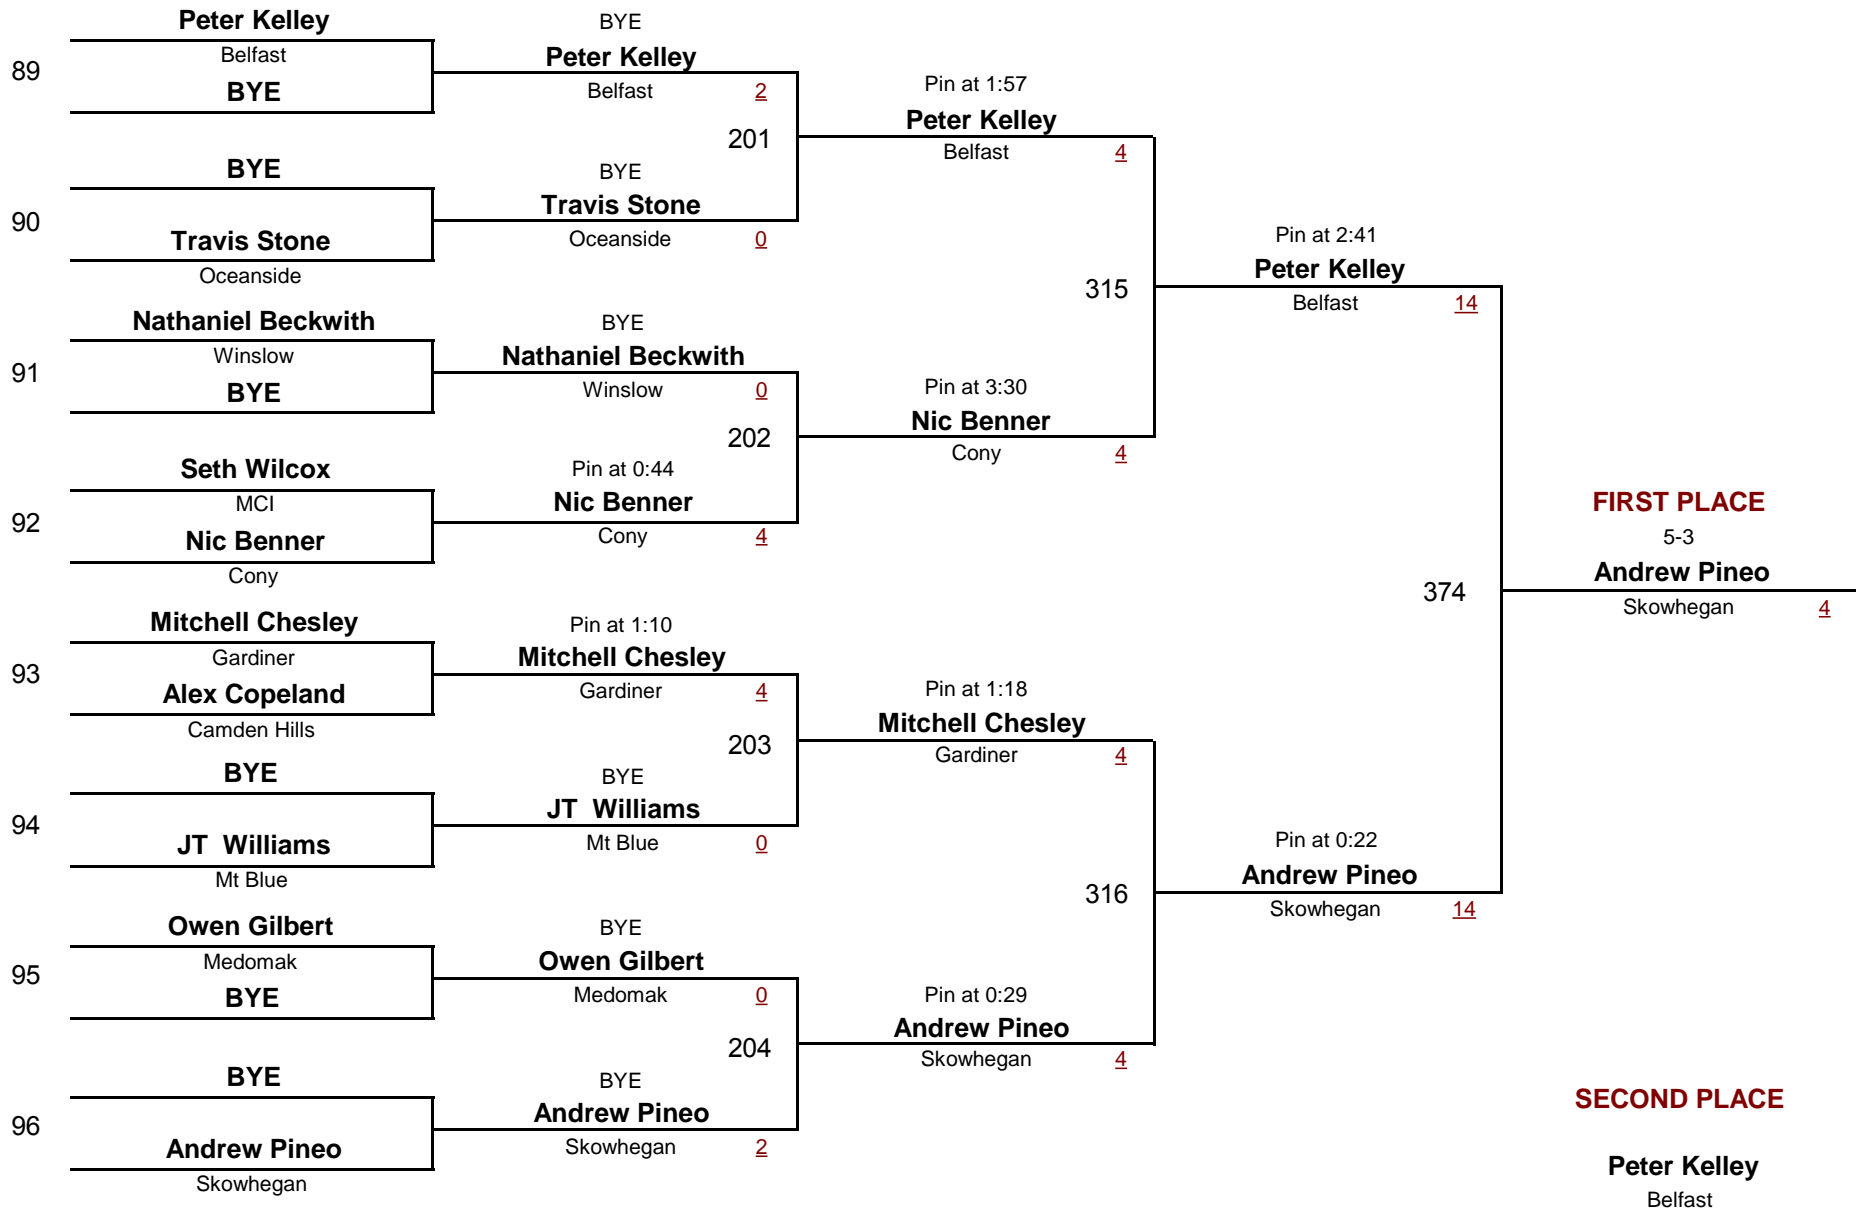 Peter Kelley
89
Belfast
BYE
BYE
90
Travis Stone
Oceanside
Nathaniel Beckwith
91
Winslow
BYE
Seth Wilcox
92
MCI
Nic Benner
Cony
Mitchell Chesley
93
Gardiner
Alex Copeland
Camden Hills
BYE
94
JT  Williams
Mt Blue
Owen Gilbert
95
Medomak
BYE
BYE
96
Andrew Pineo
Skowhegan
BYE
Peter Kelley
Belfast 2
201
BYE
Travis Stone
Oceanside 0
BYE
Nathaniel Beckwith
Winslow 0
202
Pin at 0:44
Nic Benner
Cony 4
Pin at 1:10
Mitchell Chesley
Gardiner 4
203
BYE
JT  Williams
Mt Blue 0
BYE
Owen Gilbert
Medomak 0
204
BYE
Andrew Pineo
Skowhegan 2
Pin at 1:57
Peter Kelley
Belfast 4
315
Pin at 3:30
Nic Benner
Cony 4
Pin at 1:18
Mitchell Chesley
Gardiner 4
316
Pin at 0:29
Andrew Pineo
Skowhegan 4
Pin at 2:41
Peter Kelley
Belfast 14
374
Pin at 0:22
Andrew Pineo
Skowhegan 14
FIRST PLACE
5-3
Andrew Pineo
Skowhegan 4
SECOND PLACE
Peter Kelley
Belfast